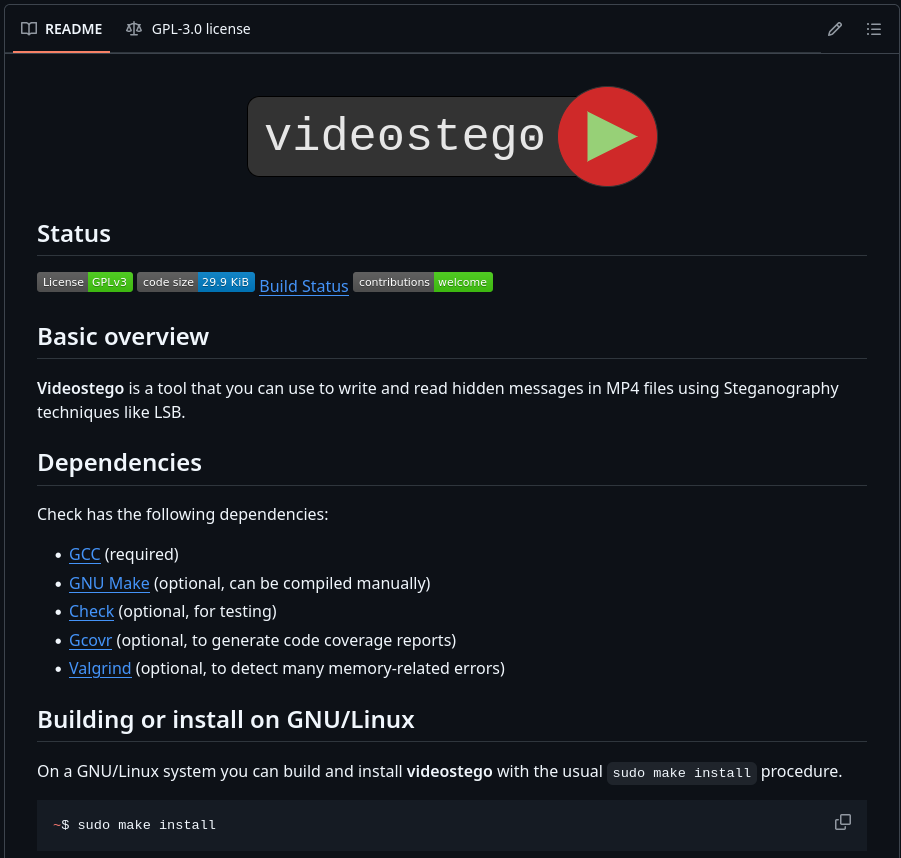 README
GPL-3.0 license
videostego
Status
License GPLv3 code size 29.9 KiB Build Status contributions welcome
Basic overview
Videostego is a tool that you can use to write and read hidden messages in MP4 files using Steganography
techniques like LSB.
Dependencies
Check has the following dependencies:
• GCC (required)
• GNU Make (optional, can be compiled manually)
• Check (optional, for testing)
• Gcovr (optional, to generate code coverage reports)
• Valgrind (optional, to detect many memory-related errors)
Building or install on GNU/Linux
On a GNU/Linux system you can build and install videostego with the usual sudo make install procedure.
~$ sudo make install